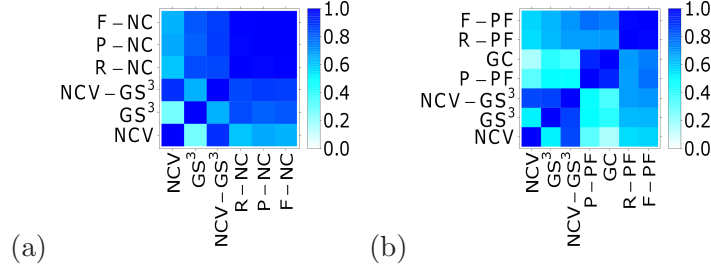 F−NC
P−NC
R−NC
NCV−GS³
GS³
NCV
NCV
GS³
NCV−GS³
R−NC
P−NC
F−NC
1.0
0.8
0.6
0.4
0.2
0.0
(a)
F−PF
R−PF
GC
P−PF
NCV−GS³
GS³
NCV
NCV
GS³
NCV−GS³
P−PF
GC
R−PF
F−PF
1.0
0.8
0.6
0.4
0.2
0.0
(b)